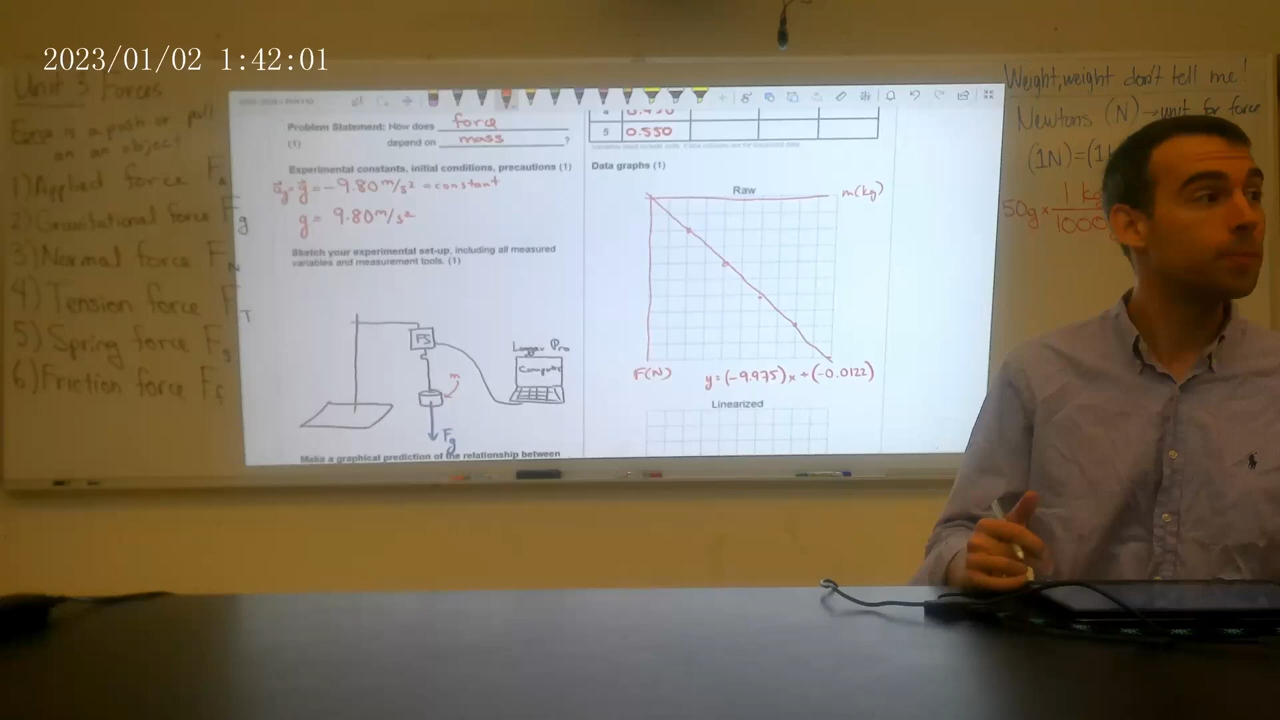 2023/01/02 1:42:01
Unit 3 Forces
Force is a push or pull
on an object
1) Applied force F
2) Gravitational force Fg
3) Normal force FN
4) Tension force FT
5) Spring force Fs
6) Friction force Ff
Problem Statement: How does force
(1) depend on mass ?
Experimental constants, initial conditions, precautions (1)
= g = -9.80 m/s² = constant
g = 9.80 m/s²
Sketch your experimental set-up, including all measured
variables and measurement tools. (1)
FS
m
Logger Pro
Computer
Fg
Make a graphical prediction of the relationship between
5 0.550
Data graphs (1)
Raw
m(kg)
F(N)
y=(-9.975)x+(-0.0122)
Linearized
Weight, weight don't tell me!
Newtons (N) → unit for force
(1N)=(1
50g × 1 kg
1000